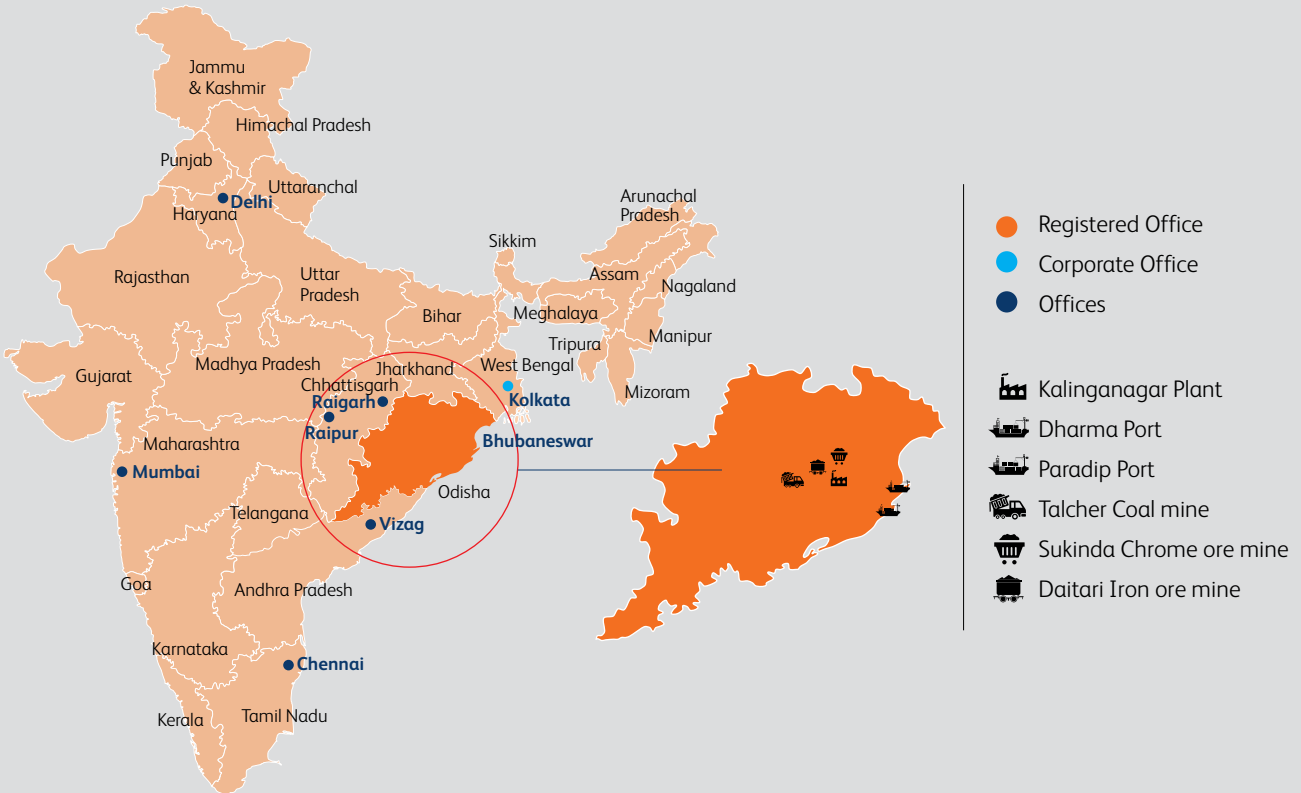 Jammu
& Kashmir
Himachal Pradesh
Punjab
Uttaranchal
Delhi
Haryana
Rajasthan
Uttar
Pradesh
Bihar
Sikkim
Arunachal
Pradesh
Assam
Nagaland
Meghalaya
Manipur
Tripura
Mizoram
West Bengal
Jharkhand
Gujarat
Madhya Pradesh
Chhattisgarh
Raigarh
Kolkata
Raipur
Bhubaneswar
Maharashtra
Mumbai
Odisha
Telangana
Vizag
Goa
Andhra Pradesh
Karnataka
Chennai
Kerala
Tamil Nadu
Registered Office
Corporate Office
Offices
Kalinganagar Plant
Dharma Port
Paradip Port
Talcher Coal mine
Sukinda Chrome ore mine
Daitari Iron ore mine